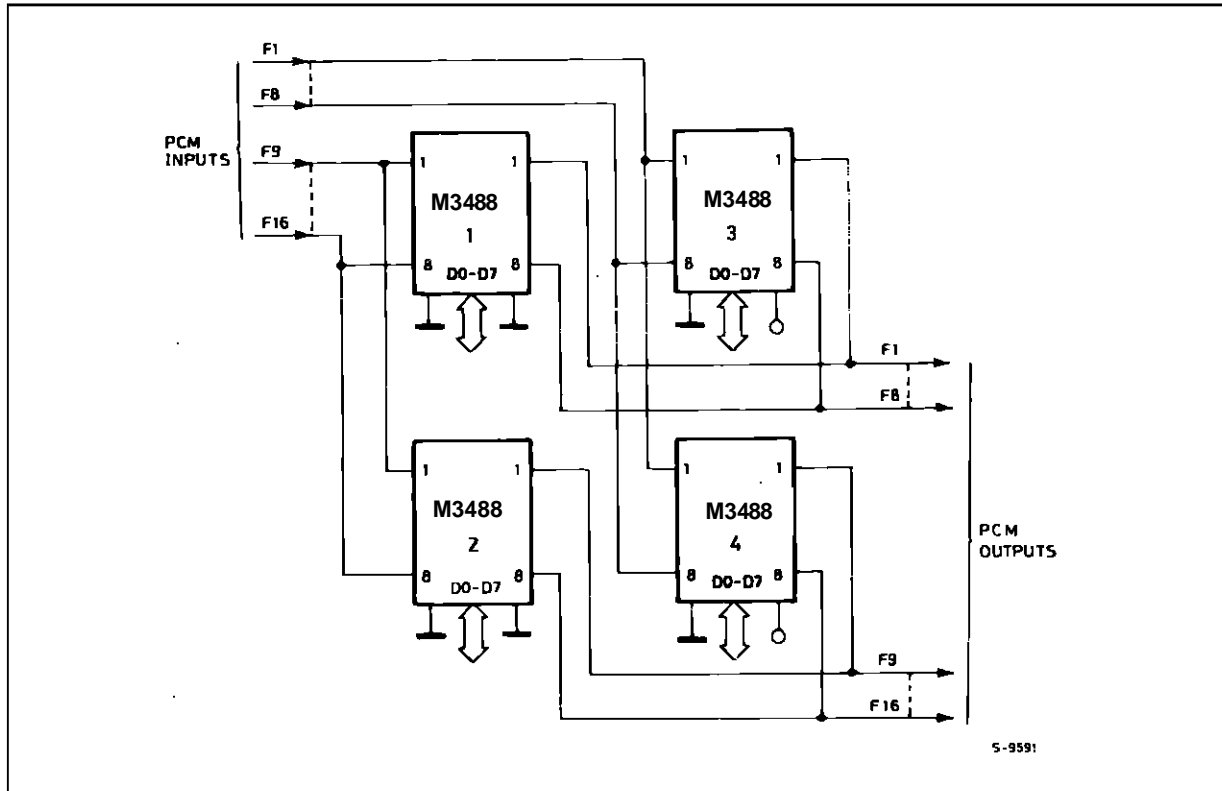 F1
F8
PCM
INPUTS
F9
F16
1 1
M3488
1
8 D0-D7 8
1 1
M3488
3
8 D0-D7 8
F1
F8
1 1
M3488
2
8 D0-D7 8
1 1
M3488
4
8 D0-D7 8
PCM
OUTPUTS
F9
F16
S-9591